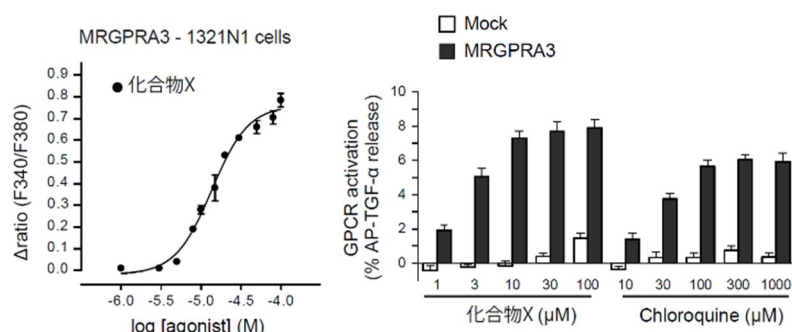 MRGPRA3 - 1321N1 cells
化合物X
Δratio (F340/F380)
0.9
0.8
0.7
0.6
0.5
0.4
0.3
0.2
0.1
0.0
-6.0 -5.5 -5.0 -4.5 -4.0
log [agonist] (M)
Mock
MRGPRA3
GPCR activation
(% AP-TGF-α release)
10
8
6
4
2
0
1 3 10 30 100 10 30 100 300 1000
化合物X (μM) Chloroquine (μM)